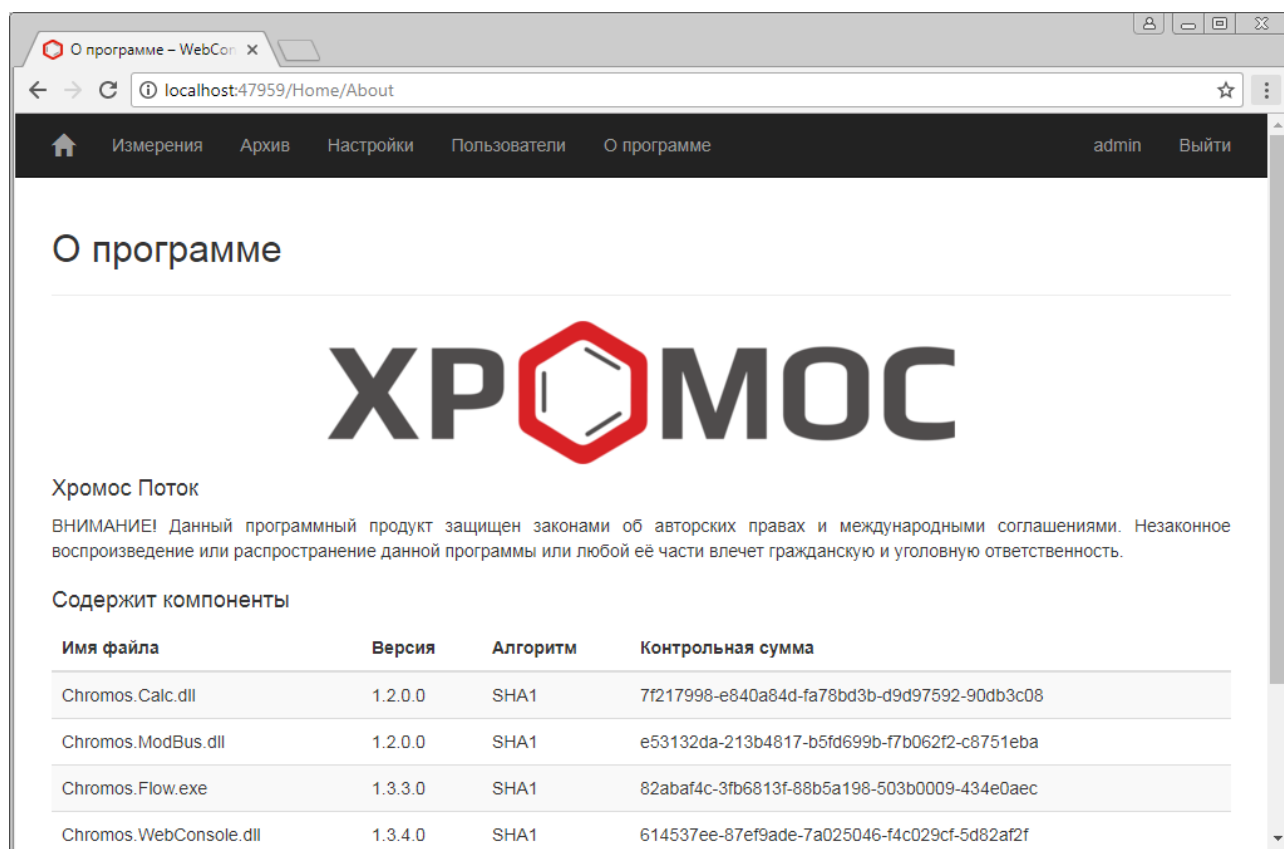 О программе – WebCon
localhost:47959/Home/About
Измерения Архив Настройки Пользователи О программе admin Выйти
О программе
ХРОМОС
Хромос Поток
ВНИМАНИЕ! Данный программный продукт защищен законами об авторских правах и международными соглашениями. Незаконное
воспроизведение или распространение данной программы или любой её части влечет гражданскую и уголовную ответственность.
Содержит компоненты
Имя файла Версия Алгоритм Контрольная сумма
Chromos.Calc.dll 1.2.0.0 SHA1 7f217998-e840a84d-fa78bd3b-d9d97592-90db3c08
Chromos.ModBus.dll 1.2.0.0 SHA1 e53132da-213b4817-b5fd699b-f7b062f2-c8751eba
Chromos.Flow.exe 1.3.3.0 SHA1 82abaf4c-3fb6813f-88b5a198-503b0009-434e0aec
Chromos.WebConsole.dll 1.3.4.0 SHA1 614537ee-87ef9ade-7a025046-f4c029cf-5d82af2f